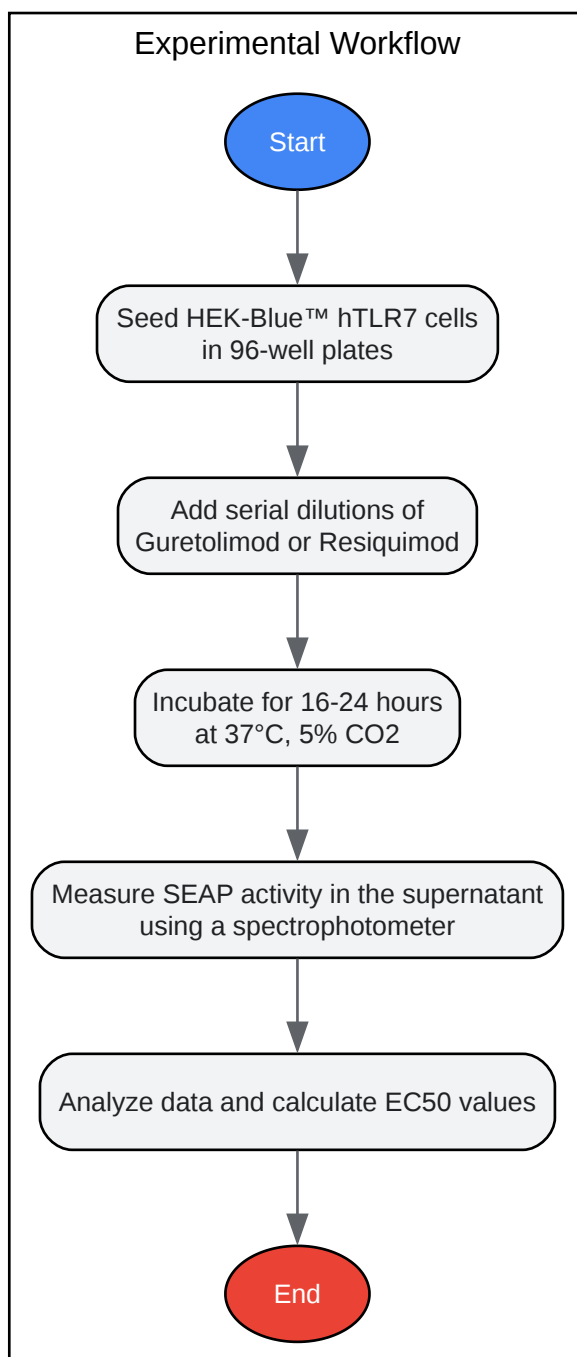 Experimental Workflow
Start
Seed HEK-Blue™ hTLR7 cells
in 96-well plates
Add serial dilutions of
Guretolimod or Resiquimod
Incubate for 16-24 hours
at 37°C, 5% CO2
Measure SEAP activity in the supernatant
using a spectrophotometer
Analyze data and calculate EC50 values
End